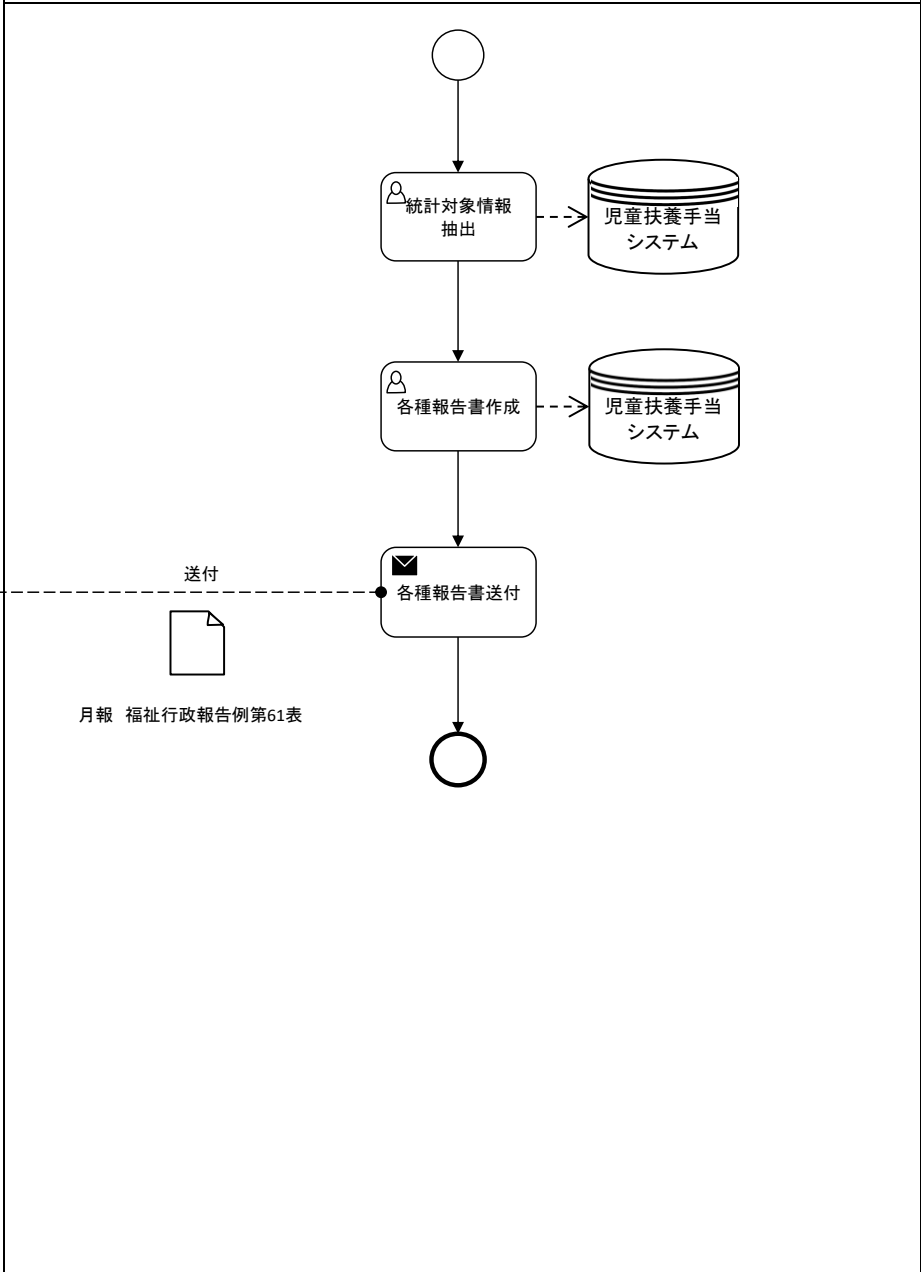 統計対象情報
抽出
児童扶養手当
システム
各種報告書作成
児童扶養手当
システム
送付
各種報告書送付
月報 福祉行政報告例第61表